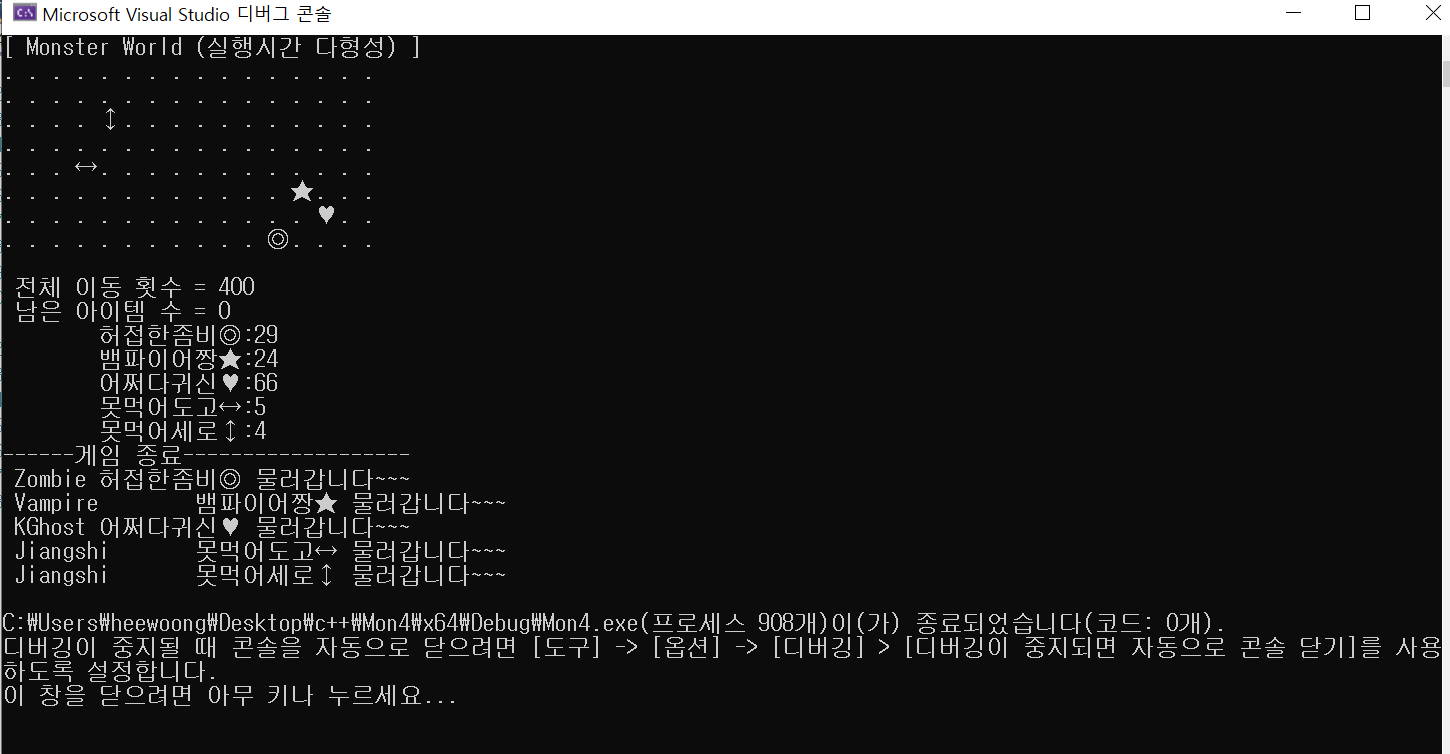 Microsoft Visual Studio 디버그 콘솔
[ Monster World (실행시간 다형성) ]
. . . . . . . . . . . . . . . .
. . . . . . . . . . . . . . . .
. . . . ↕. . . . . . . . . . .
. . . . . . . . . . . . . . . .
. . . ↔. . . . . . . . . . . .
. . . . . . . . . . . . ★. . .
. . . . . . . . . . . . . ♥. .
. . . . . . . . . . . ◎. . . .
전체 이동 횟수 = 400
남은 아이템 수 = 0
허접한좀비◎:29
뱀파이어짱★:24
어쩌다귀신♥:66
못먹어도고↔:5
못먹어세로↕:4
------게임 종료-------------------
Zombie 허접한좀비◎ 물러갑니다~~~
Vampire 뱀파이어짱★ 물러갑니다~~~
KGhost 어쩌다귀신♥ 물러갑니다~~~
Jiangshi 못먹어도고↔ 물러갑니다~~~
Jiangshi 못먹어세로↕ 물러갑니다~~~
C:₩Users₩heewoong₩Desktop₩c++₩Mon4₩x64₩Debug₩Mon4.exe(프로세스 908개)이(가) 종료되었습니다(코드: 0개).
디버깅이 중지될 때 콘솔을 자동으로 닫으려면 [도구] -> [옵션] -> [디버깅] > [디버깅이 중지되면 자동으로 콘솔 닫기]를 사용
하도록 설정합니다.
이 창을 닫으려면 아무 키나 누르세요...